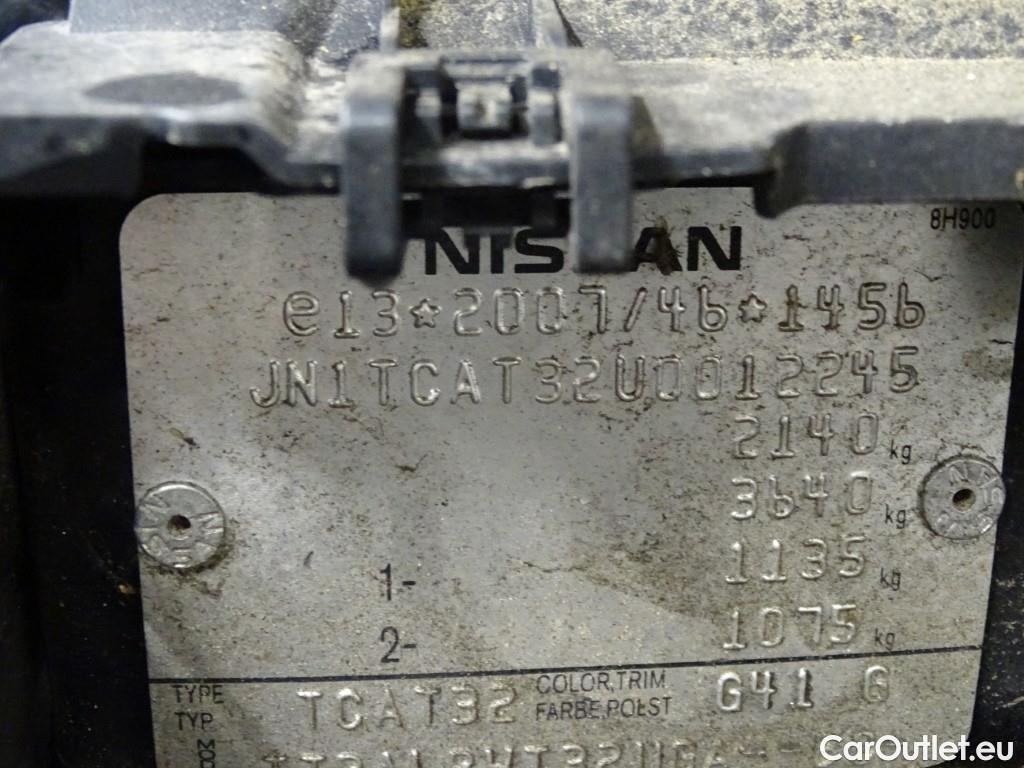 8H900
NISSAN
e13*2007/46*1456
JN1TCAT32U0012245
2140 kg
3640 kg
1- 1135 kg
2- 1075 kg
TYPE TCAT32 COLOR,TRIM G41 G
TYP FARBE,POLST
CarOutlet.eu